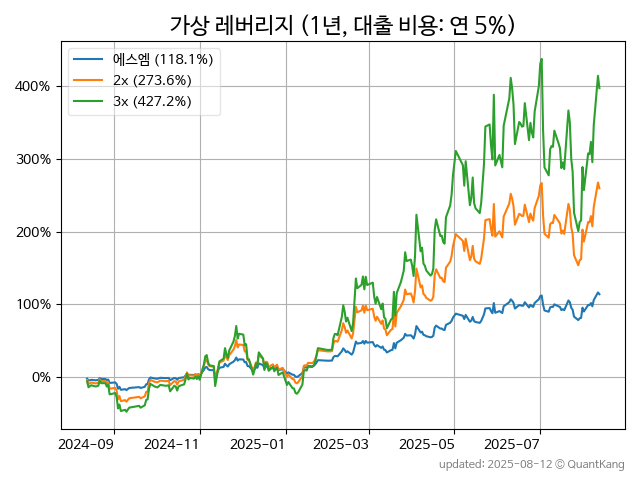 가상 레버리지 (1년, 대출 비용: 연 5%)
에스엠 (118.1%)
2x (273.6%)
3x (427.2%)
400%
300%
200%
100%
0%
2024-09
2024-11
2025-01
2025-03
2025-05
2025-07
updated: 2025-08-12 © QuantKang